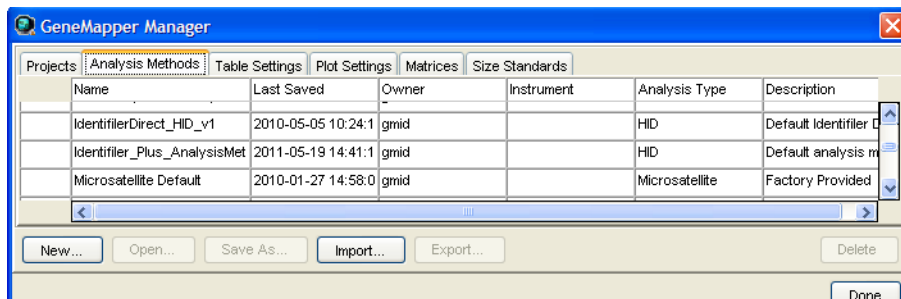 GeneMapper Manager
Projects Analysis Methods Table Settings Plot Settings Matrices Size Standards
Name Last Saved Owner Instrument Analysis Type Description
IdentifilerDirect_HID_v1 2010-05-05 10:24:1 gmid HID Default Identifiler D
Identifiler_Plus_AnalysisMet 2011-05-19 14:41:1 gmid HID Default analysis m
Microsatellite Default 2010-01-27 14:58:0 gmid Microsatellite Factory Provided
New... Open... Save As... Import... Export... Delete
Done